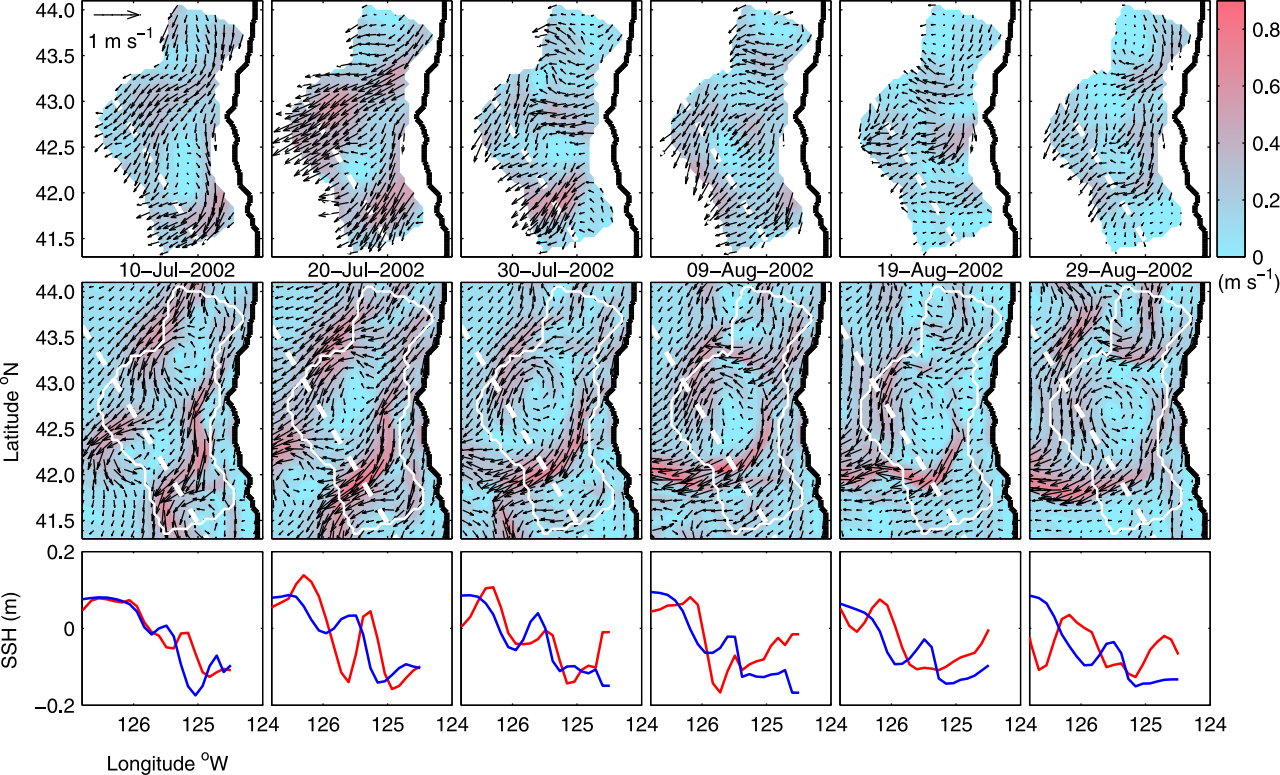 44.0
43.5
43.0
42.5
42.0
41.5
1 m s⁻¹
0.8
0.6
0.4
0.2
0
(m s⁻¹)
10–Jul–2002
20–Jul–2002
30–Jul–2002
09–Aug–2002
19–Aug–2002
29–Aug–2002
44.0
43.5
43.0
42.5
42.0
41.5
Latitude ᵒN
0.2
0
−0.2
SSH (m)
126 125 124 126 125 124 126 125 124 126 125 124 126 125 124 126 125 124
Longitude ᵒW